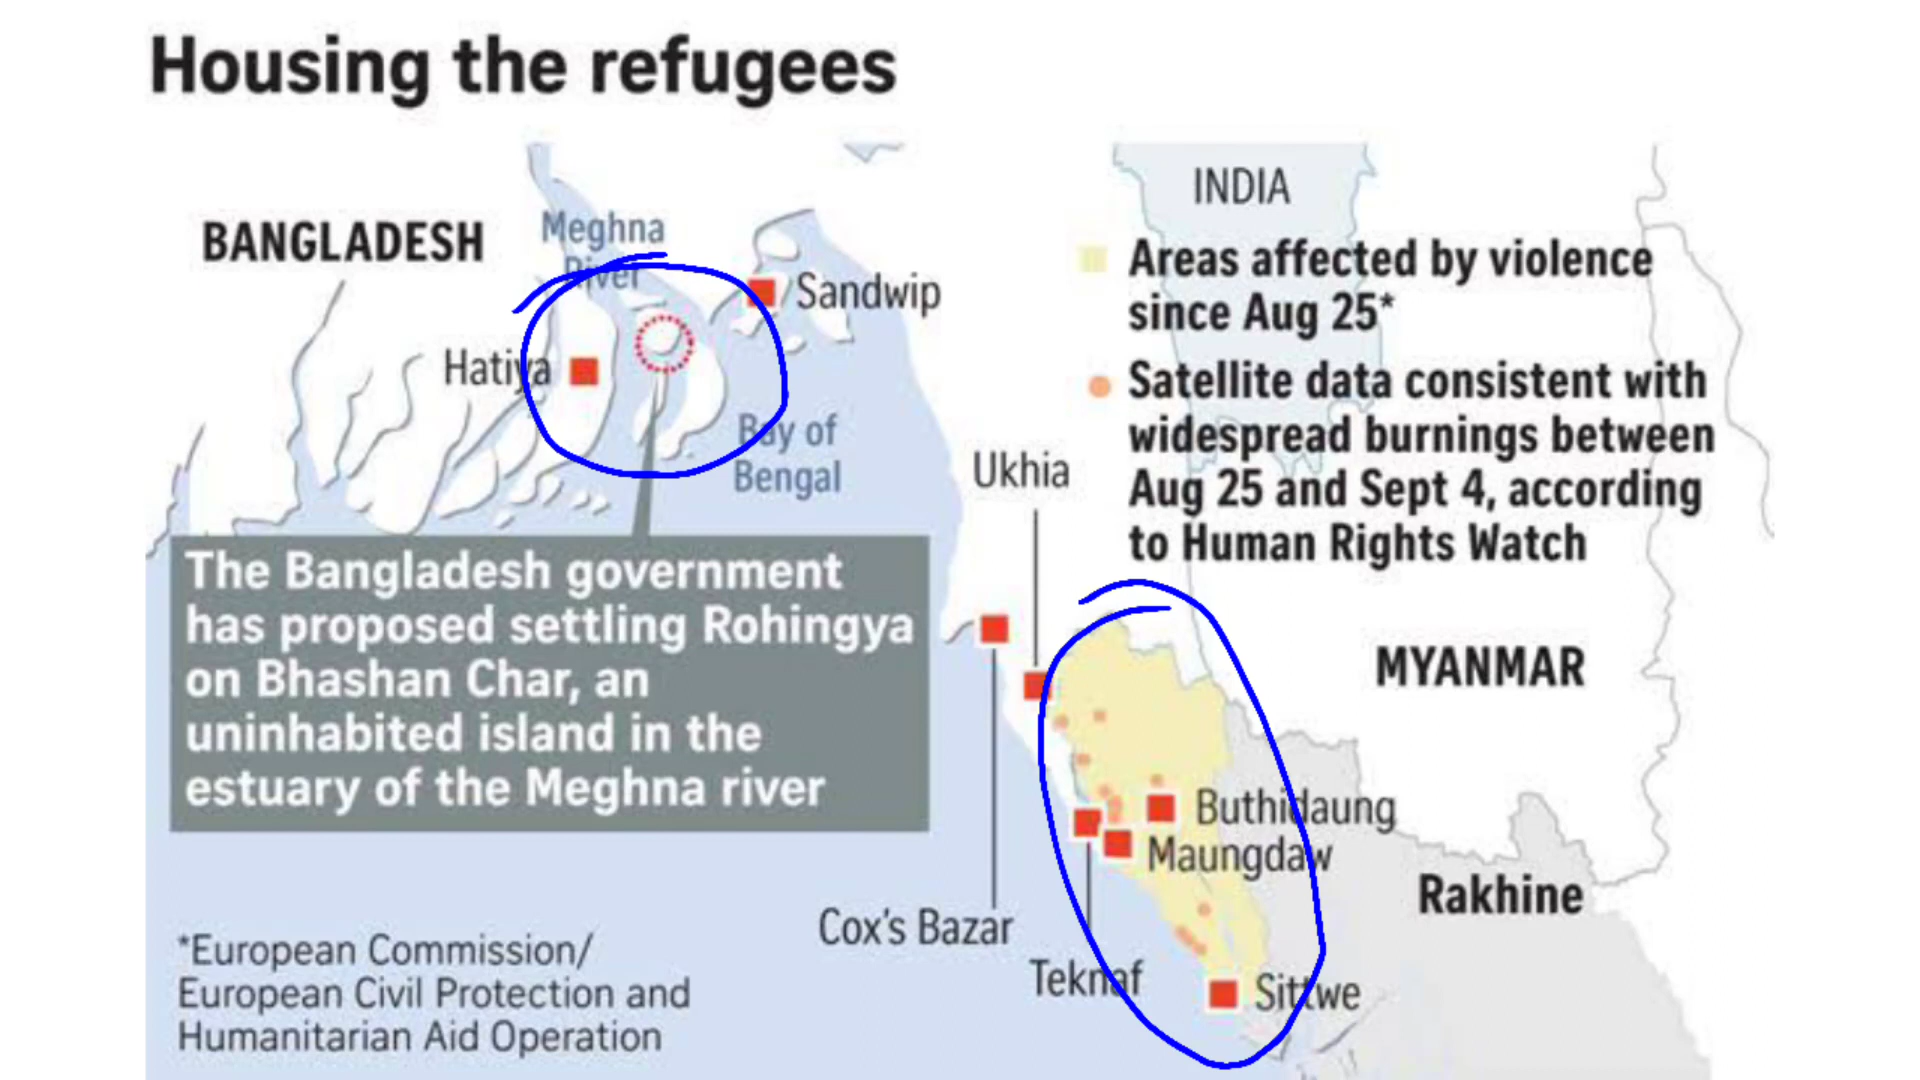 Housing the refugees
BANGLADESH
Meghna
River
Sandwip
Hatiya
Bay of
Bengal
INDIA
Areas affected by violence
since Aug 25*
Satellite data consistent with
widespread burnings between
Aug 25 and Sept 4, according
to Human Rights Watch
Ukhia
The Bangladesh government
has proposed settling Rohingya
on Bhashan Char, an
uninhabited island in the
estuary of the Meghna river
MYANMAR
Buthidaung
Maungdaw
Rakhine
Cox's Bazar
Teknaf
Sittwe
*European Commission/
European Civil Protection and
Humanitarian Aid Operation